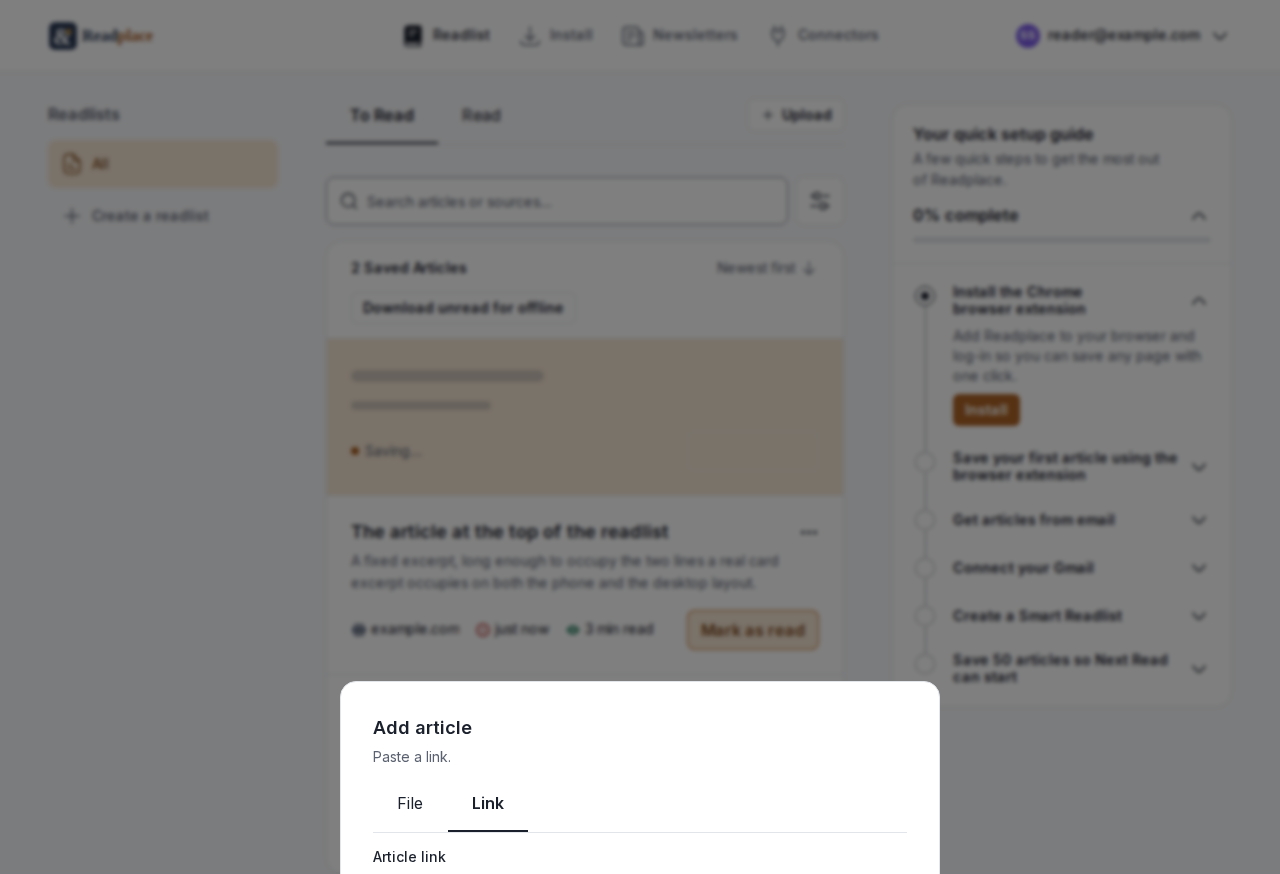 Readplace
Readlist
Install
Newsletters
Connectors
reader@example.com
Readlists
All
Create a readlist
To Read
Read
+ Upload
Search articles or sources...
2 Saved Articles
Newest first ↓
Download unread for offline
Saving...
The article at the top of the readlist
A fixed excerpt, long enough to occupy the two lines a real card
excerpt occupies on both the phone and the desktop layout.
example.com
just now
3 min read
Mark as read
Your quick setup guide
A few quick steps to get the most out
of Readplace.
0% complete
Install the Chrome
browser extension
Add Readplace to your browser and
log-in so you can save any page with
one click.
Install
Save your first article using the
browser extension
Get articles from email
Connect your Gmail
Create a Smart Readlist
Save 50 articles so Next Read
can start
Add article
Paste a link.
File
Link
Article link